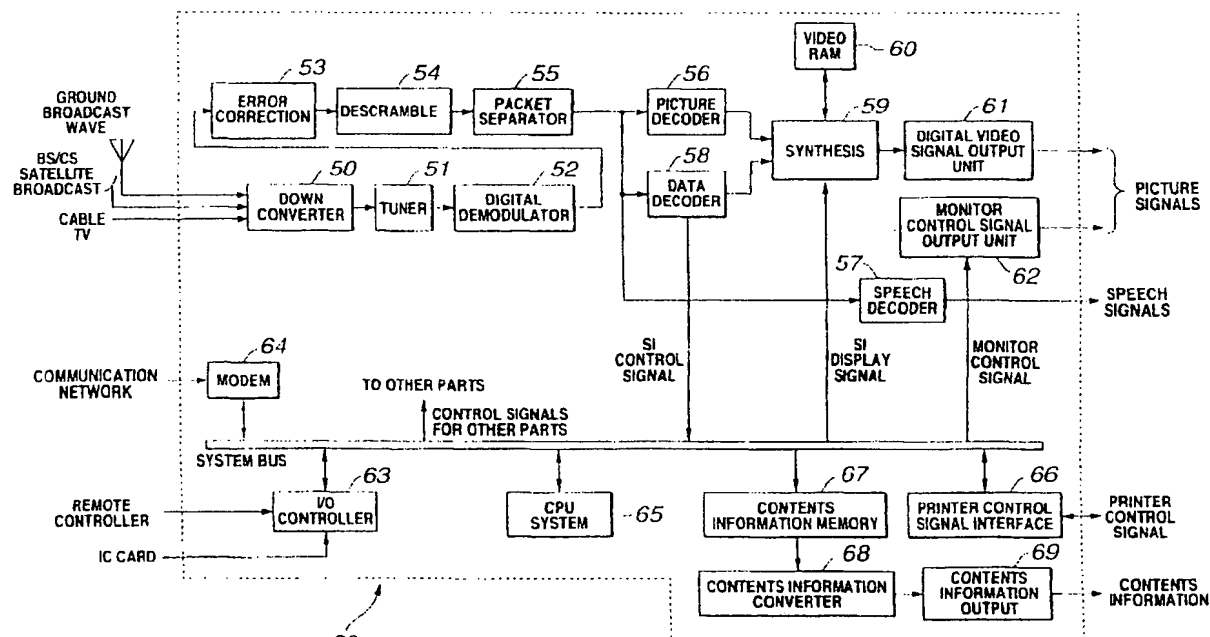 VIDEO
RAM
60
53
ERROR
CORRECTION
54
DESCRAMBLE
55
PACKET
SEPARATOR
56
PICTURE
DECODER
59
SYNTHESIS
61
DIGITAL VIDEO
SIGNAL OUTPUT
UNIT
GROUND
BROADCAST
WAVE
BS/CS
SATELLITE
BROADCAST
CABLE
TV
50
DOWN
CONVERTER
51
TUNER
52
DIGITAL
DEMODULATOR
58
DATA
DECODER
PICTURE
SIGNALS
MONITOR
CONTROL SIGNAL
OUTPUT UNIT
62
57
SPEECH
DECODER
SPEECH
SIGNALS
SI
CONTROL
SIGNAL
SI
DISPLAY
SIGNAL
MONITOR
CONTROL
SIGNAL
COMMUNICATION
NETWORK
64
MODEM
TO OTHER PARTS
CONTROL SIGNALS
FOR OTHER PARTS
SYSTEM BUS
REMOTE
CONTROLLER
63
I/O
CONTROLLER
IC CARD
CPU
SYSTEM
65
67
CONTENTS
INFORMATION MEMORY
66
PRINTER CONTROL
SIGNAL INTERFACE
PRINTER
CONTROL
SIGNAL
68
CONTENTS INFORMATION
CONVERTER
69
CONTENTS
INFORMATION
OUTPUT
CONTENTS
INFORMATION